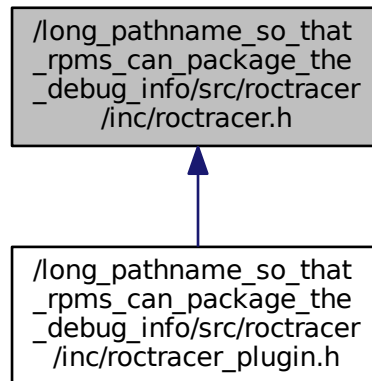 /long_pathname_so_that
_rpms_can_package_the
_debug_info/src/roctracer
/inc/roctracer.h
/long_pathname_so_that
_rpms_can_package_the
_debug_info/src/roctracer
/inc/roctracer_plugin.h